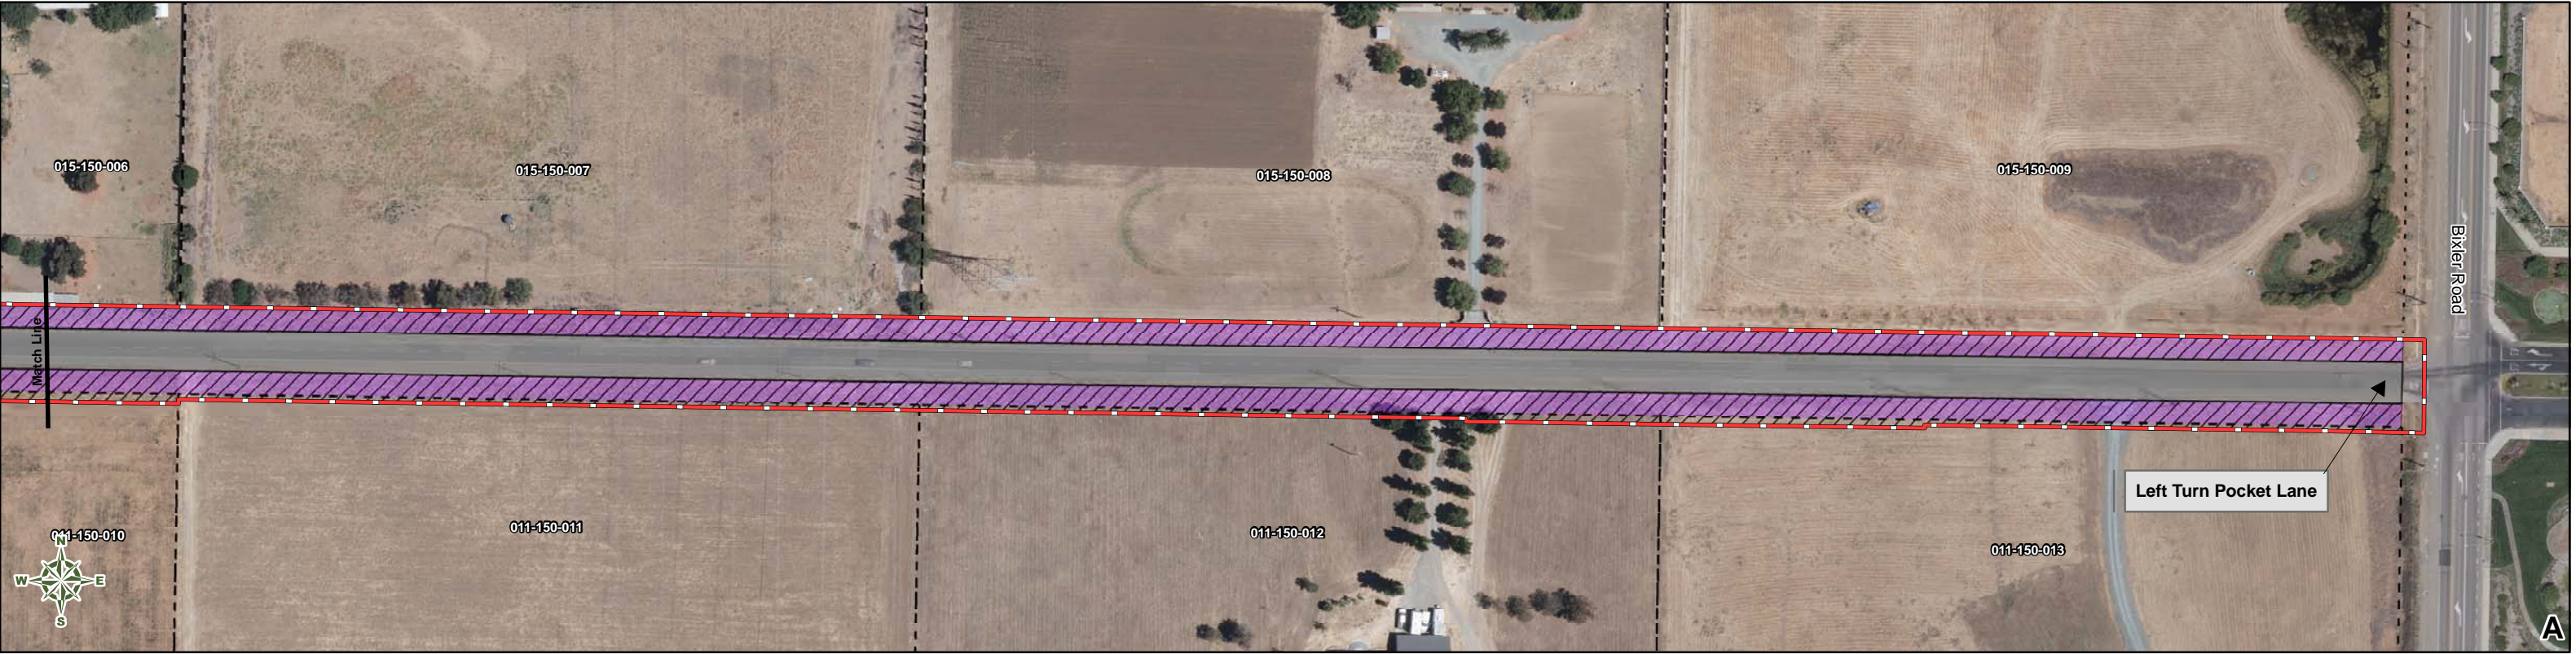 015-150-006
015-150-007
015-150-008
015-150-009
Bixler Road
Match Line
Left Turn Pocket Lane
011-150-010
011-150-011
011-150-012
011-150-013
N
W
E
S
A